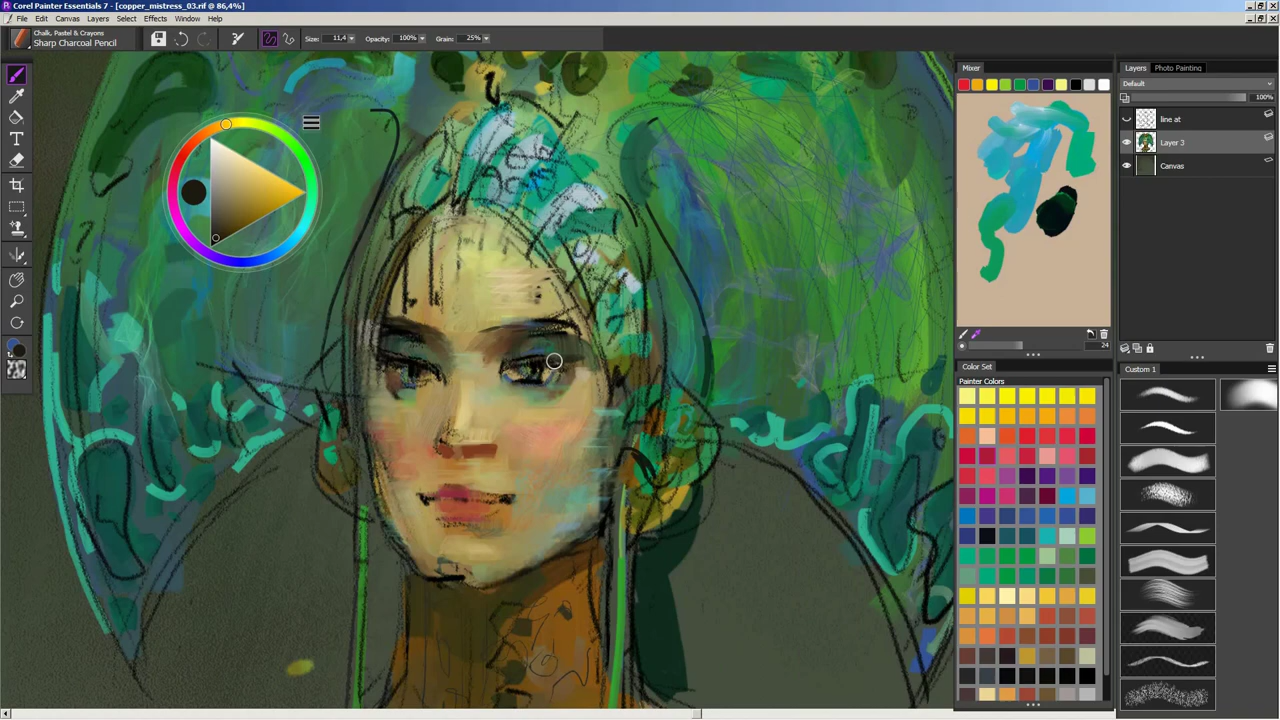 Corel Painter Essentials 7 - [copper_mistress_03.rif @ 86,4%]
File Edit Canvas Layers Select Effects Window Help
Chalk, Pastel & Crayons
Sharp Charcoal Pencil
Size: 11,4 Opacity: 100% Grain: 25%
Mixer
24
Color Set
Painter Colors
Layers Photo Painting
Default
100%
line at
Layer 3
Canvas
Custom 1